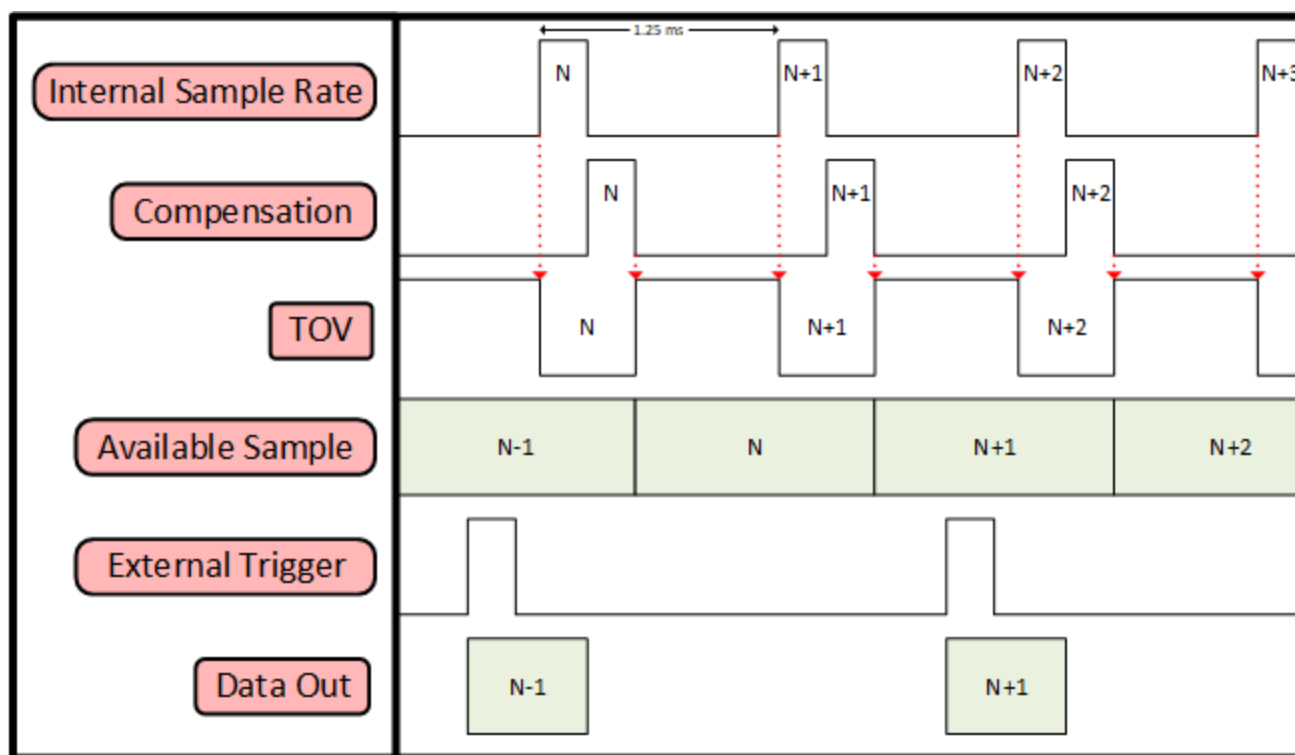 1.25 ms
Internal Sample Rate
N
N+1
N+2
N+3
Compensation
N
N+1
N+2
TOV
N
N+1
N+2
Available Sample
N-1
N
N+1
N+2
External Trigger
Data Out
N-1
N+1